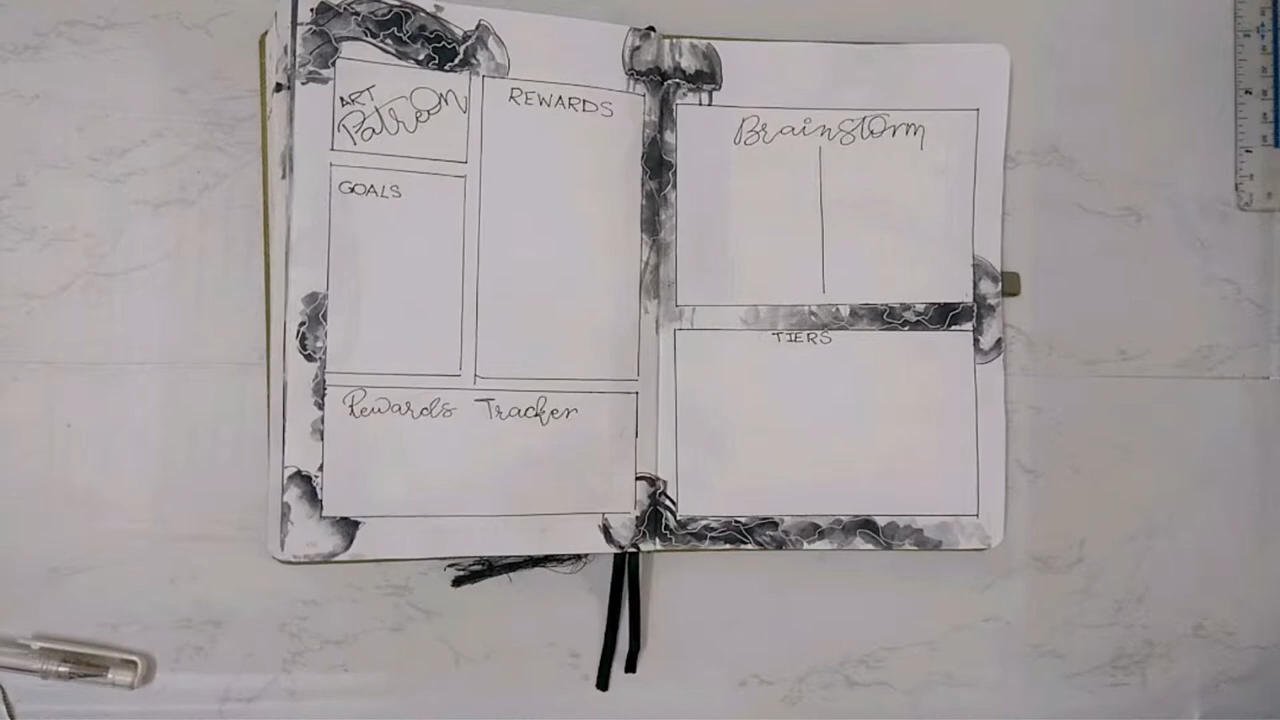 ART
Patreon
GOALS
REWARDS
Rewards Tracker
Brainstorm
TIERS